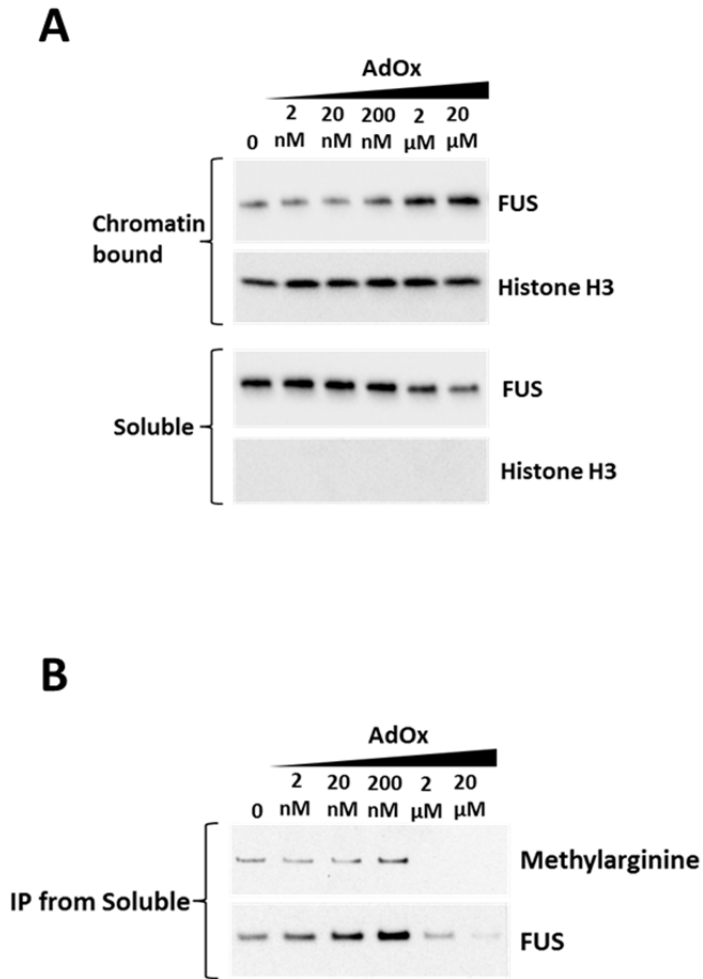 A
AdOx
0 2 nM 20 nM 200 nM 2 µM 20 µM
Chromatin bound
FUS
Histone H3
Soluble
FUS
Histone H3
B
AdOx
0 2 nM 20 nM 200 nM 2 µM 20 µM
IP from Soluble
Methylarginine
FUS